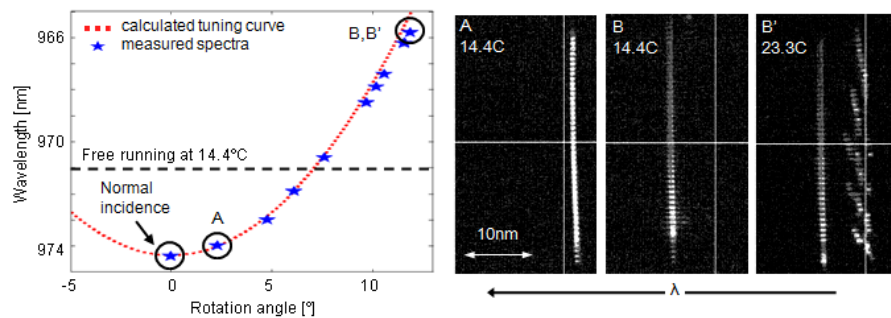 966
970
974
Wavelength [nm]
calculated tuning curve
measured spectra
B,B'
Free running at 14.4ºC
Normal
incidence
A
-5
0
5
10
Rotation angle [º]
A
14.4C
10nm
B
14.4C
B'
23.3C
λ